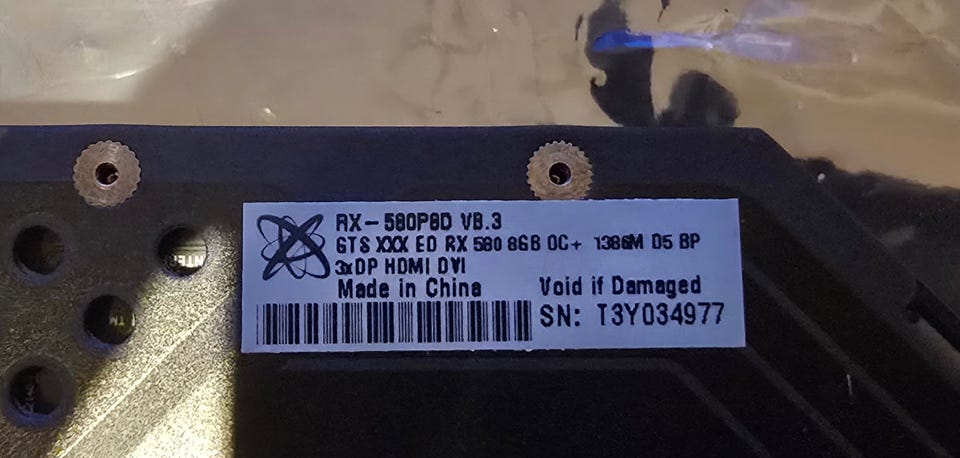 RX-580P8D V8.3
GTS XXX ED RX 580 8GB OC+ 1386M D5 BP
3xDP HDMI DVI
Made in China
Void if Damaged
SN: T3Y034977